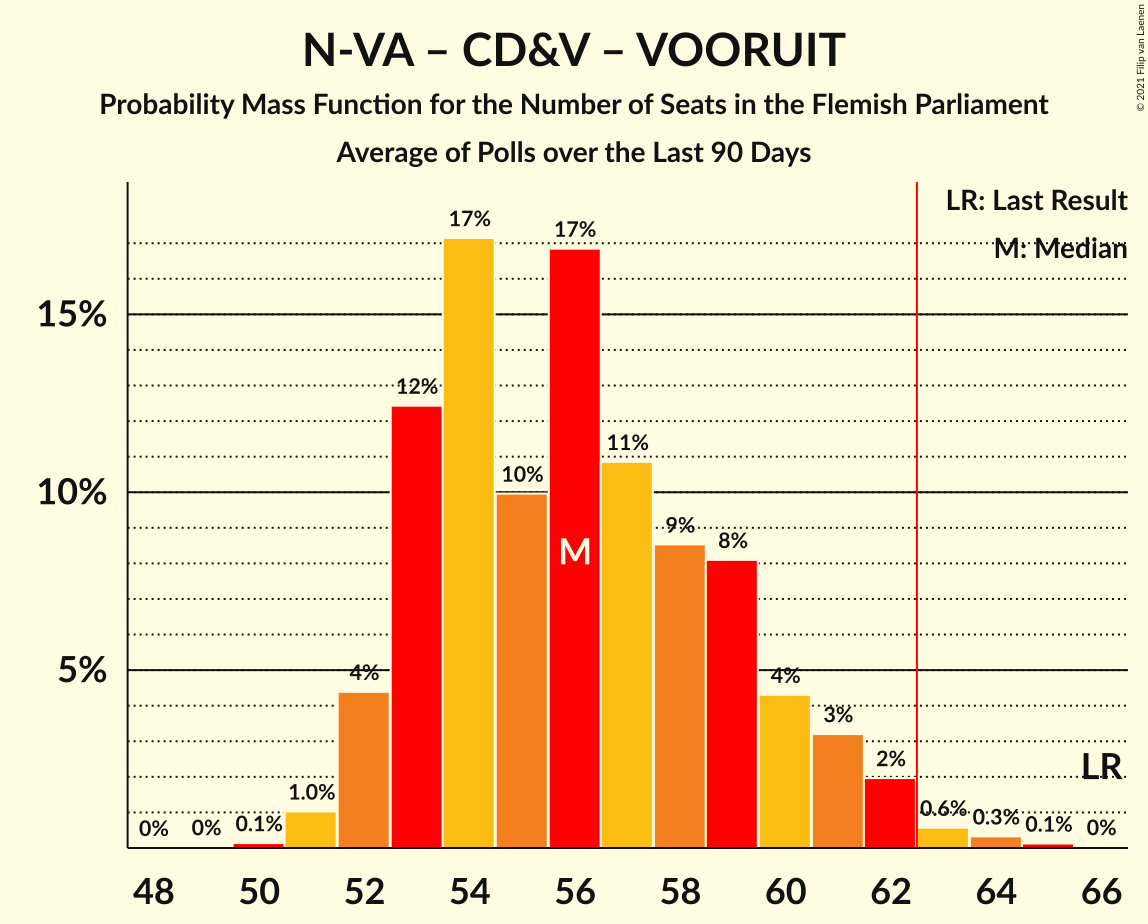 N-VA – CD&V – VOORUIT
Probability Mass Function for the Number of Seats in the Flemish Parliament
Average of Polls over the Last 90 Days
© 2021 Filip van Laenen
LR: Last Result
M: Median
15%
10%
5%
0%
0%
0.1%
1.0%
4%
12%
17%
10%
17%
11%
9%
8%
4%
3%
2%
0.6%
0.3%
0.1%
0%
M
LR
48 50 52 54 56 58 60 62 64 66